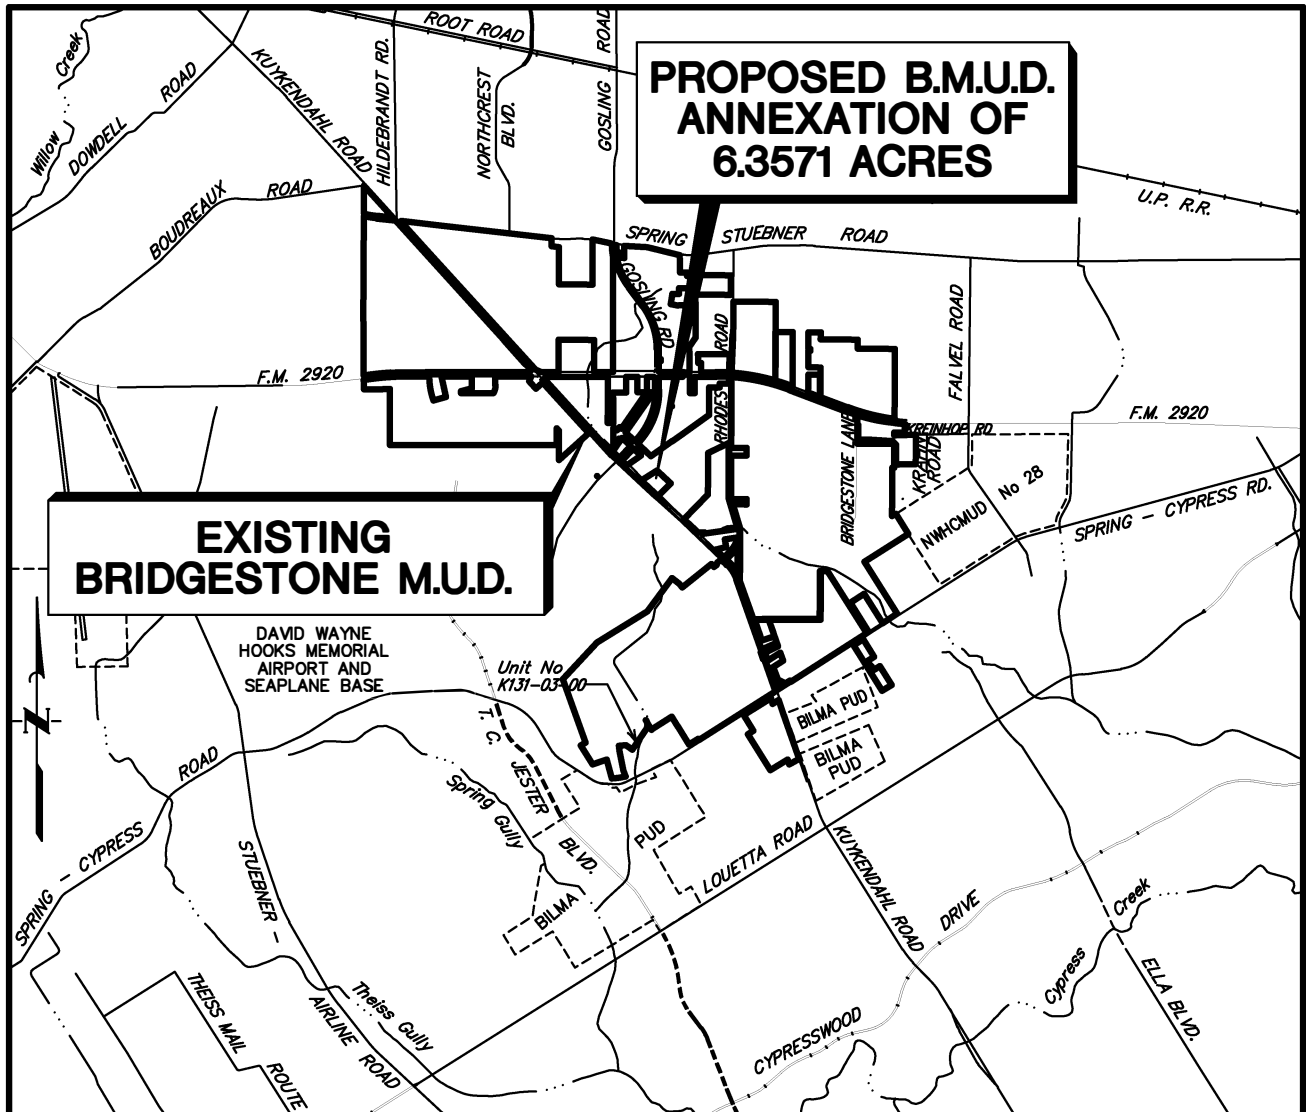 ROOT ROAD
Creek
Willow
DOWDELL ROAD
KUYKENDAHL ROAD
HILDEBRANDT RD.
NORTHCREST
BLVD.
GOSLING ROAD
PROPOSED B.M.U.D.
ANNEXATION OF
6.3571 ACRES
U.P. R.R.
BOUDREAUX ROAD
SPRING STUEBNER ROAD
GOSLING RD
ROAD
RHODES
FALVEL ROAD
F.M. 2920
F.M. 2920
BRIDGESTONE LANE
KREINHOP RD
ROAD
NWHCMUD No 28
SPRING - CYPRESS RD.
EXISTING
BRIDGESTONE M.U.D.
DAVID WAYNE
HOOKS MEMORIAL
AIRPORT AND
SEAPLANE BASE
Unit No
K131-03-00
N
T. C. JESTER BLVD.
BILMA PUD
BILMA
PUD
SPRING - CYPRESS ROAD
Spring Gully
PUD
BILMA
LOUETTA ROAD
KUYKENDAHL ROAD
STUEBNER - AIRLINE ROAD
Theiss Gully
THEISS MAIL ROUTE
CYPRESSWOOD DRIVE
Cypress Creek
ELLA BLVD.